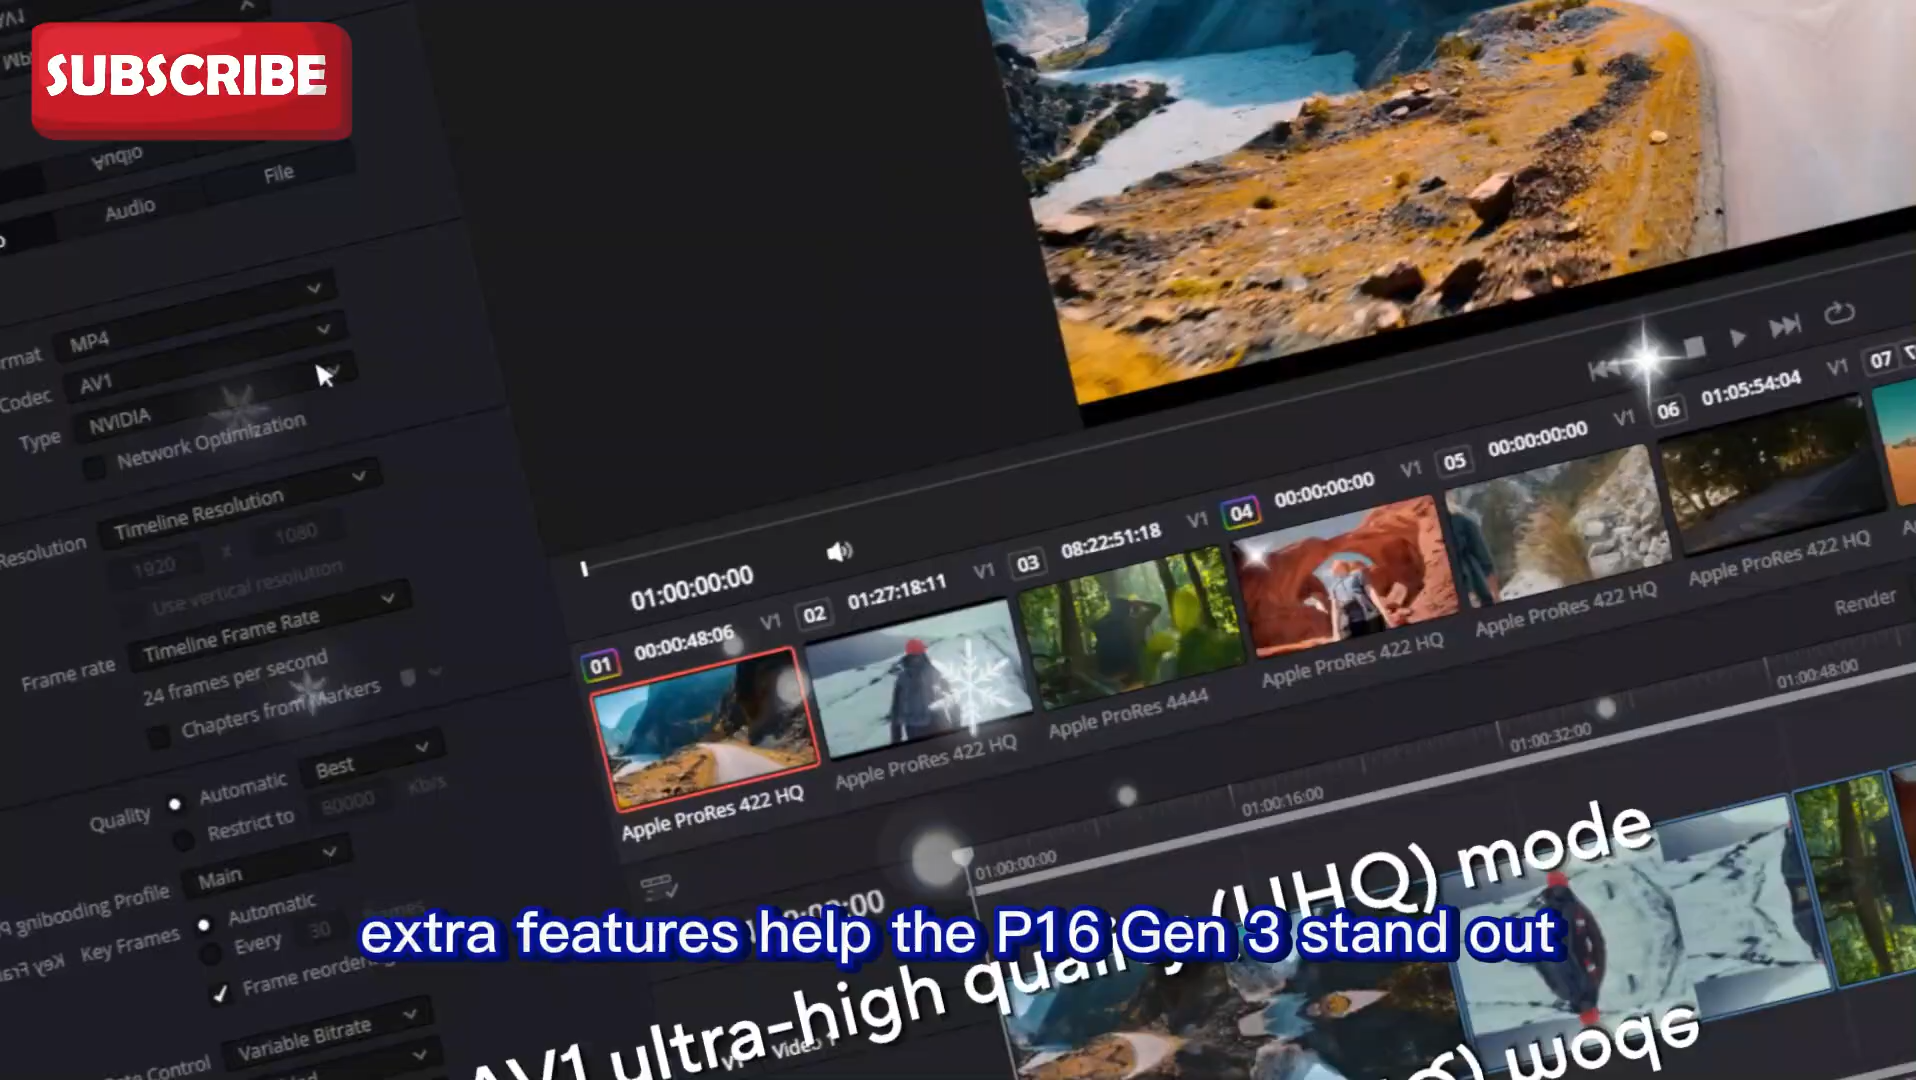 SUBSCRIBE
Audio
File
Audio
MP4
Codec
AV1
Type
NVIDIA
Network Optimization
Timeline Resolution
Resolution
1920 x 1080
Use vertical resolution
Timeline Frame Rate
Frame rate
24 frames per second
Chapters from Markers
Quality
Automatic
Best
Restrict to
80000
Kb/s
Main
Key Frames
Automatic
Every
30
Frame reordering
Variable Bitrate
01:00:00:00
01
00:00:48:06
V1
02
01:27:18:11
V1
03
08:22:51:18
V1
04
00:00:00:00
V1
05
00:00:00:00
V1
06
01:05:54:04
V1
07
Apple ProRes 422 HQ
Apple ProRes 422 HQ
Apple ProRes 4444
Apple ProRes 422 HQ
Apple ProRes 422 HQ
Apple ProRes 422 HQ
Render
01:00:00:00
01:00:16:00
01:00:32:00
01:00:48:00
extra features help the P16 Gen 3 stand out
AV1 ultra-high quality (UHQ) mode
Video 1
mode